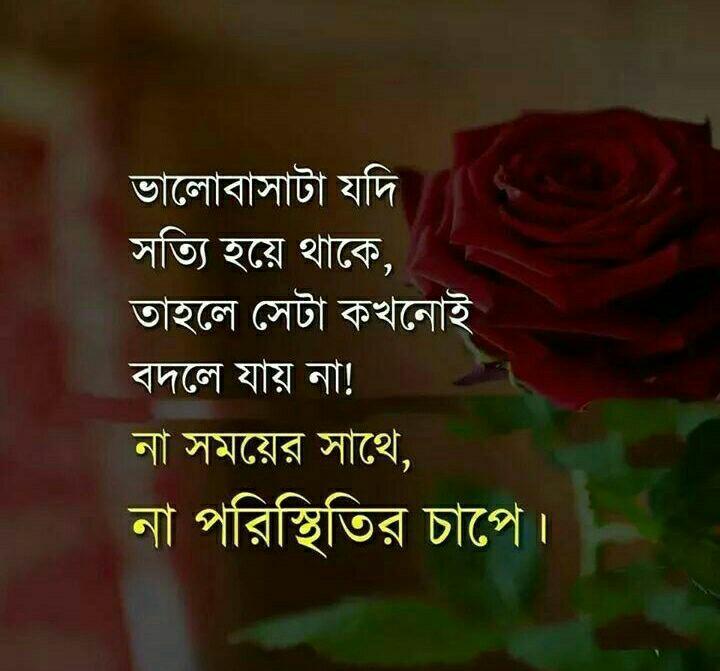 ভালোবাসাটা যদি
সত্যি হয়ে থাকে,
তাহলে সেটা কখনোই
বদলে যায় না!
না সময়ের সাথে,
না পরিস্থিতির চাপে।